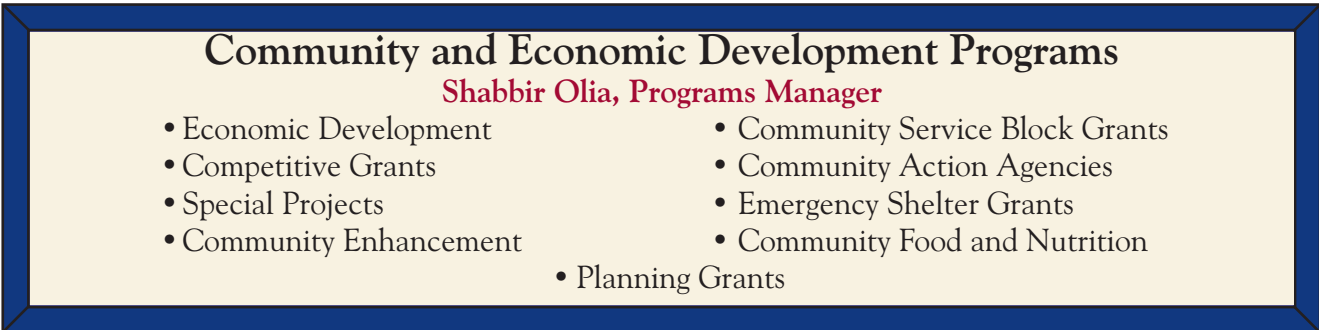 Community and Economic Development Programs
Shabbir Olia, Programs Manager
• Economic Development
• Competitive Grants
• Special Projects
• Community Enhancement
• Community Service Block Grants
• Community Action Agencies
• Emergency Shelter Grants
• Community Food and Nutrition
• Planning Grants